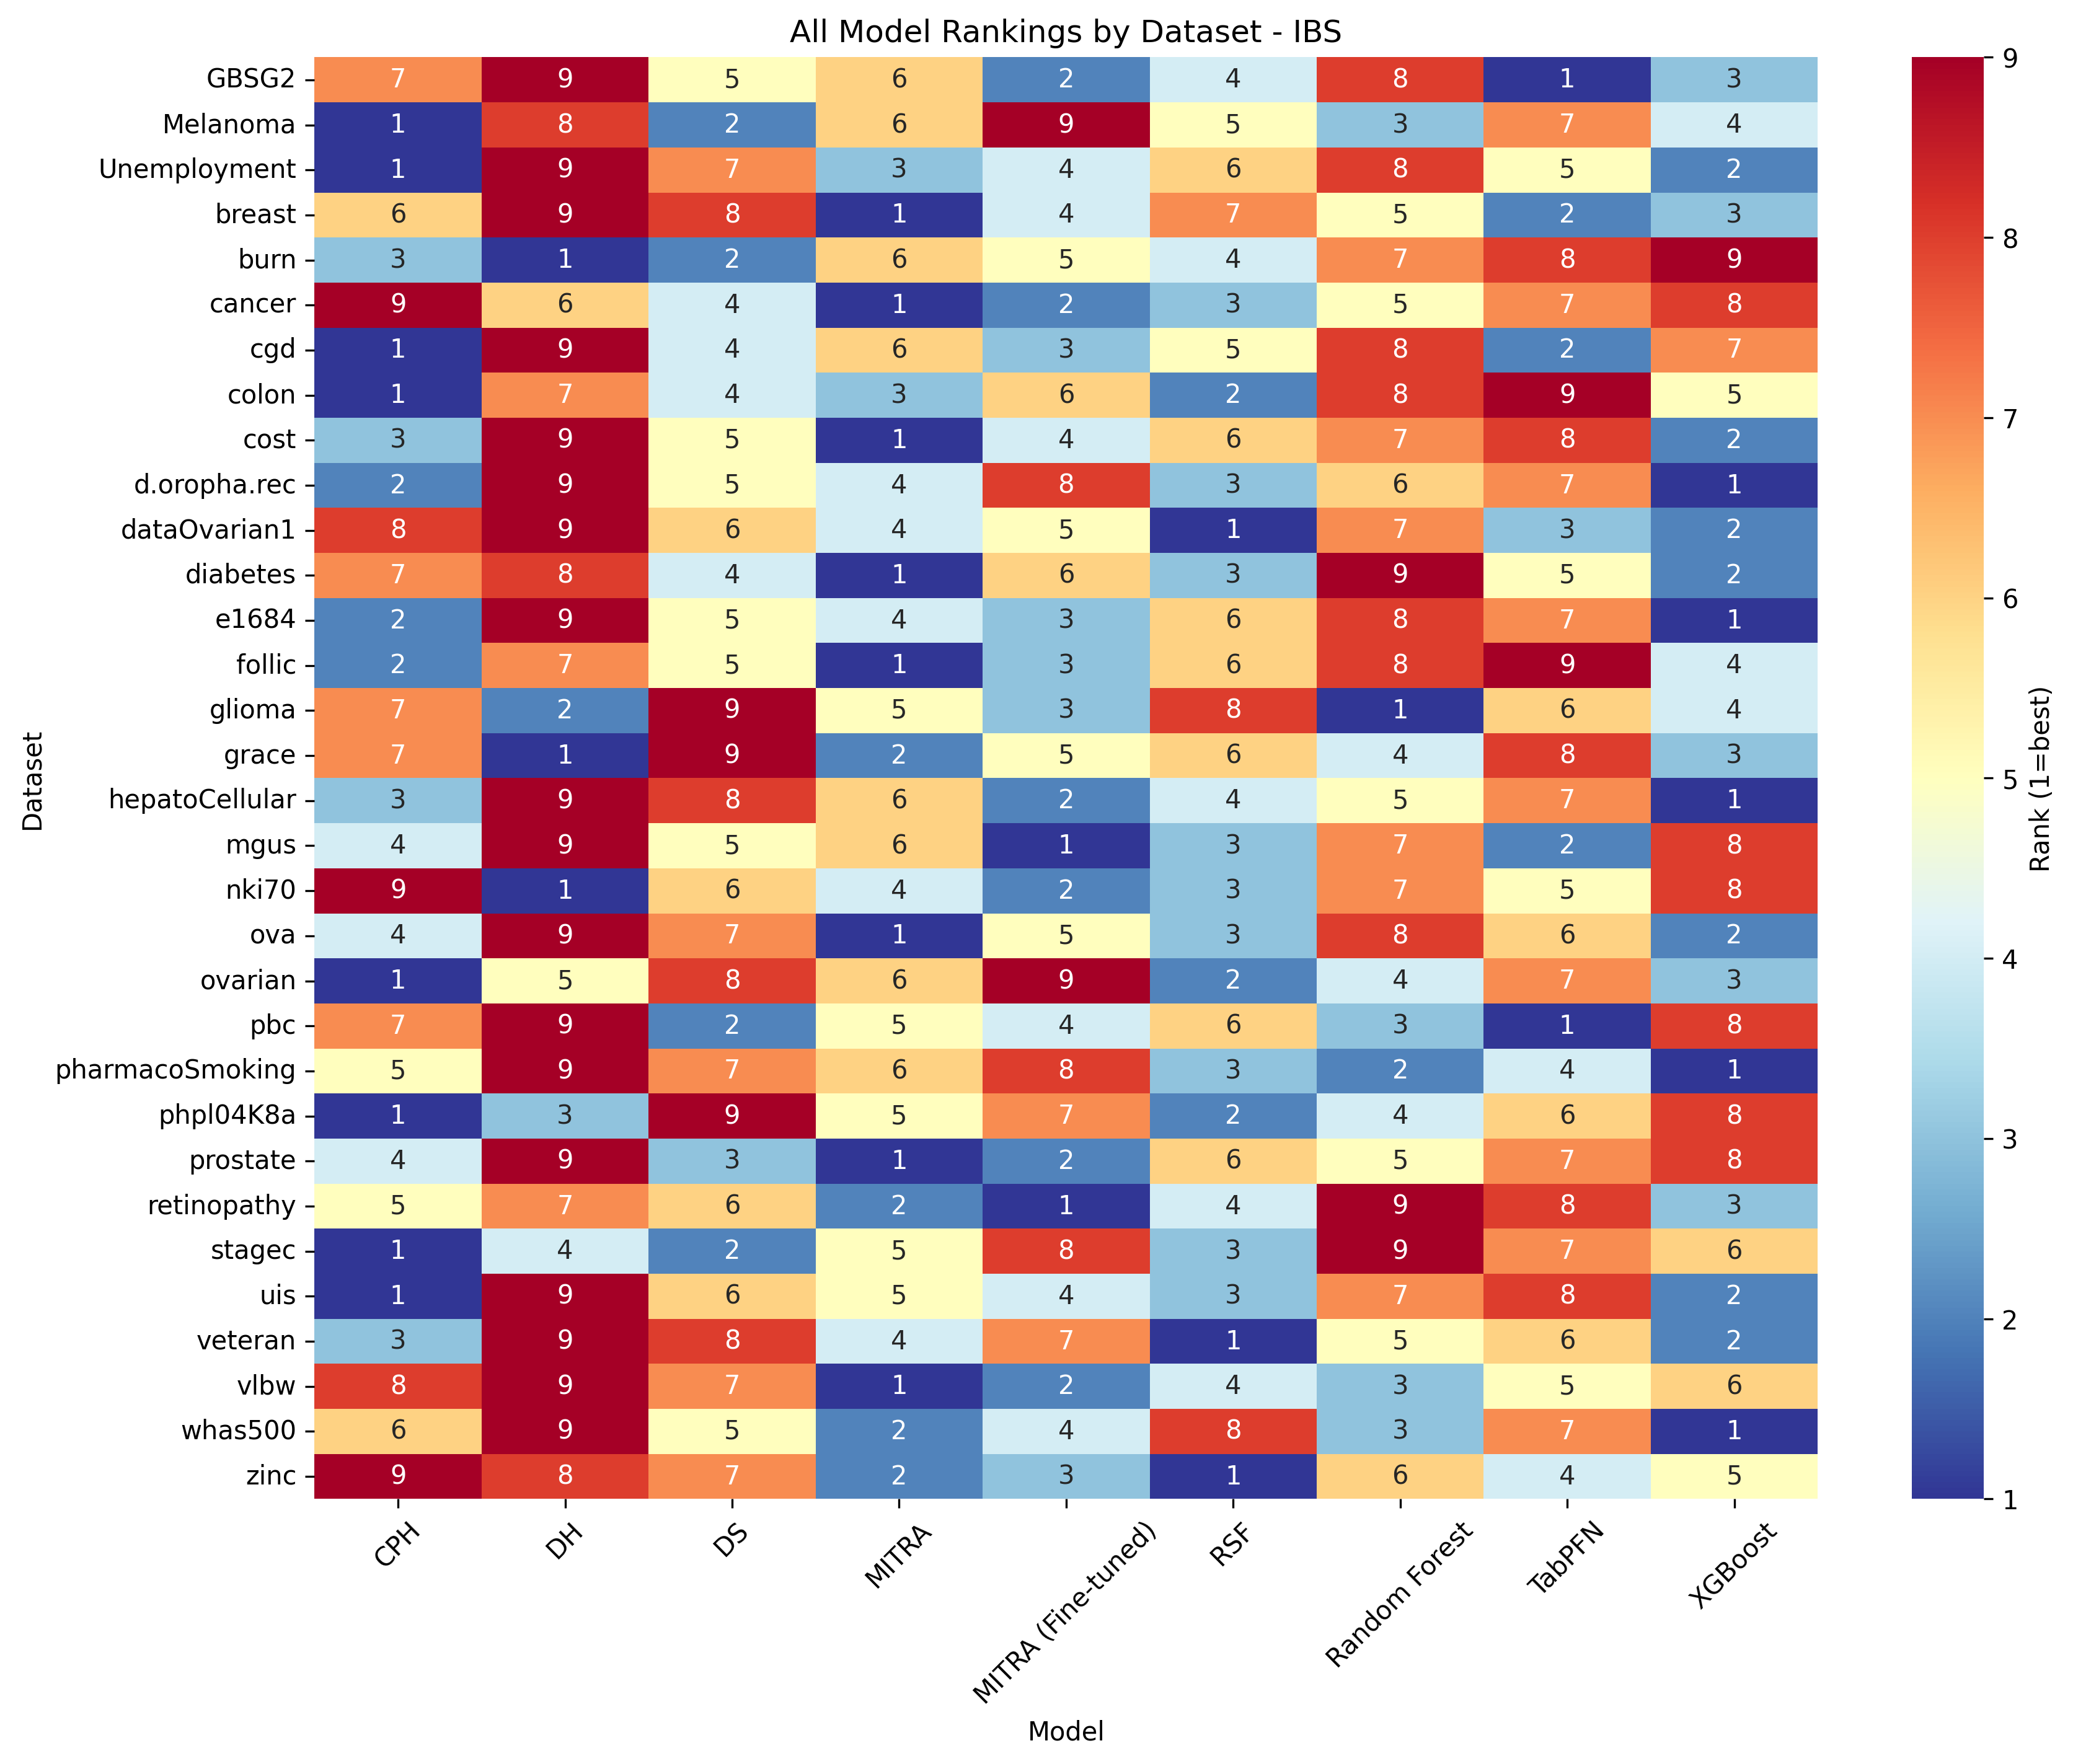 All Model Rankings by Dataset - IBS
GBSG2 7 9 5 6 2 4 8 1 3
Melanoma 1 8 2 6 9 5 3 7 4
Unemployment 1 9 7 3 4 6 8 5 2
breast 6 9 8 1 4 7 5 2 3
burn 3 1 2 6 5 4 7 8 9
cancer 9 6 4 1 2 3 5 7 8
cgd 1 9 4 6 3 5 8 2 7
colon 1 7 4 3 6 2 8 9 5
cost 3 9 5 1 4 6 7 8 2
d.oropha.rec 2 9 5 4 8 3 6 7 1
dataOvarian1 8 9 6 4 5 1 7 3 2
diabetes 7 8 4 1 6 3 9 5 2
e1684 2 9 5 4 3 6 8 7 1
follic 2 7 5 1 3 6 8 9 4
glioma 7 2 9 5 3 8 1 6 4
grace 7 1 9 2 5 6 4 8 3
hepatoCellular 3 9 8 6 2 4 5 7 1
mgus 4 9 5 6 1 3 7 2 8
nki70 9 1 6 4 2 3 7 5 8
ova 4 9 7 1 5 3 8 6 2
ovarian 1 5 8 6 9 2 4 7 3
pbc 7 9 2 5 4 6 3 1 8
pharmacoSmoking 5 9 7 6 8 3 2 4 1
phpl04K8a 1 3 9 5 7 2 4 6 8
prostate 4 9 3 1 2 6 5 7 8
retinopathy 5 7 6 2 1 4 9 8 3
stagec 1 4 2 5 8 3 9 7 6
uis 1 9 6 5 4 3 7 8 2
veteran 3 9 8 4 7 1 5 6 2
vlbw 8 9 7 1 2 4 3 5 6
whas500 6 9 5 2 4 8 3 7 1
zinc 9 8 7 2 3 1 6 4 5
CPH DH DS MITRA MITRA (Fine-tuned) RSF Random Forest TabPFN XGBoost
Model
Dataset
9
8
7
6
5
4
3
2
1
Rank (1=best)